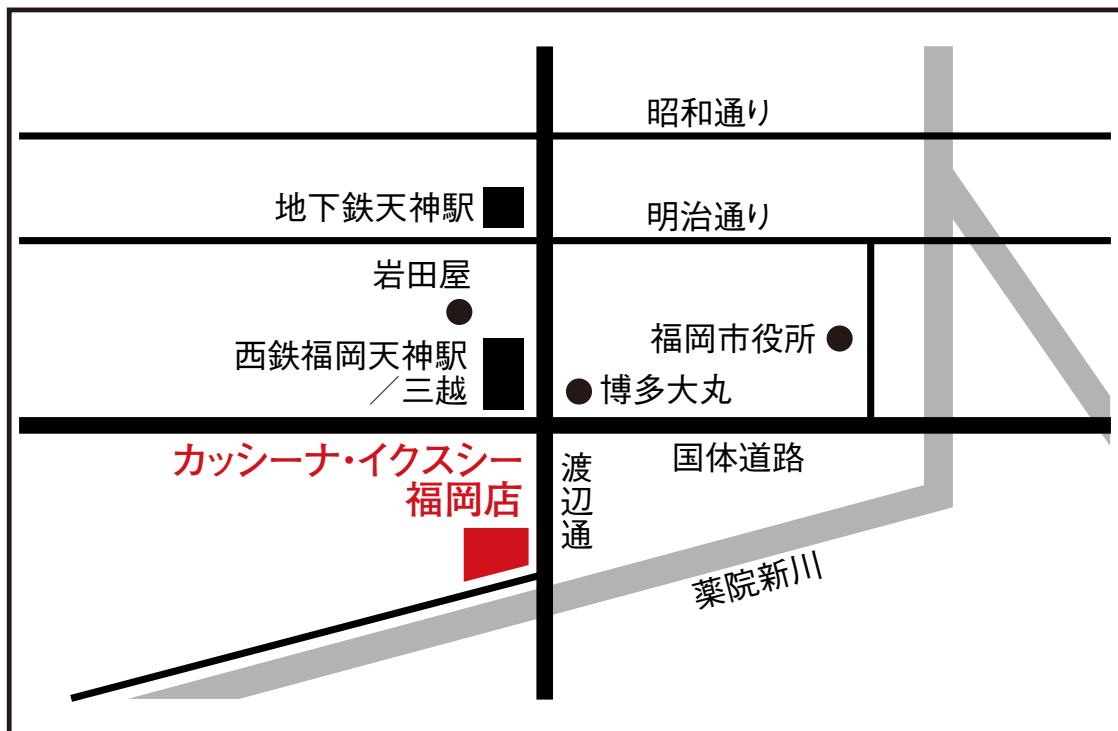 昭和通り
地下鉄天神駅
明治通り
岩田屋
西鉄福岡天神駅
／三越
福岡市役所
博多大丸
カッシーナ・イクスシー
福岡店
国体道路
渡辺通
薬院新川